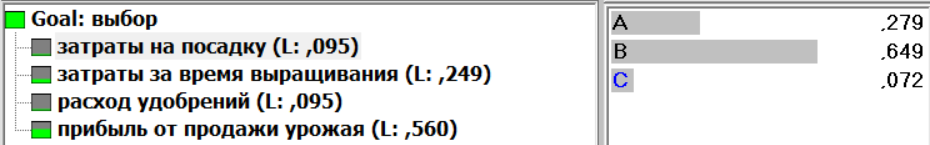 Goal: выбор
затраты на посадку (L: ,095)
затраты за время выращивания (L: ,249)
расход удобрений (L: ,095)
прибыль от продажи урожая (L: ,560)
A ,279
B ,649
C ,072